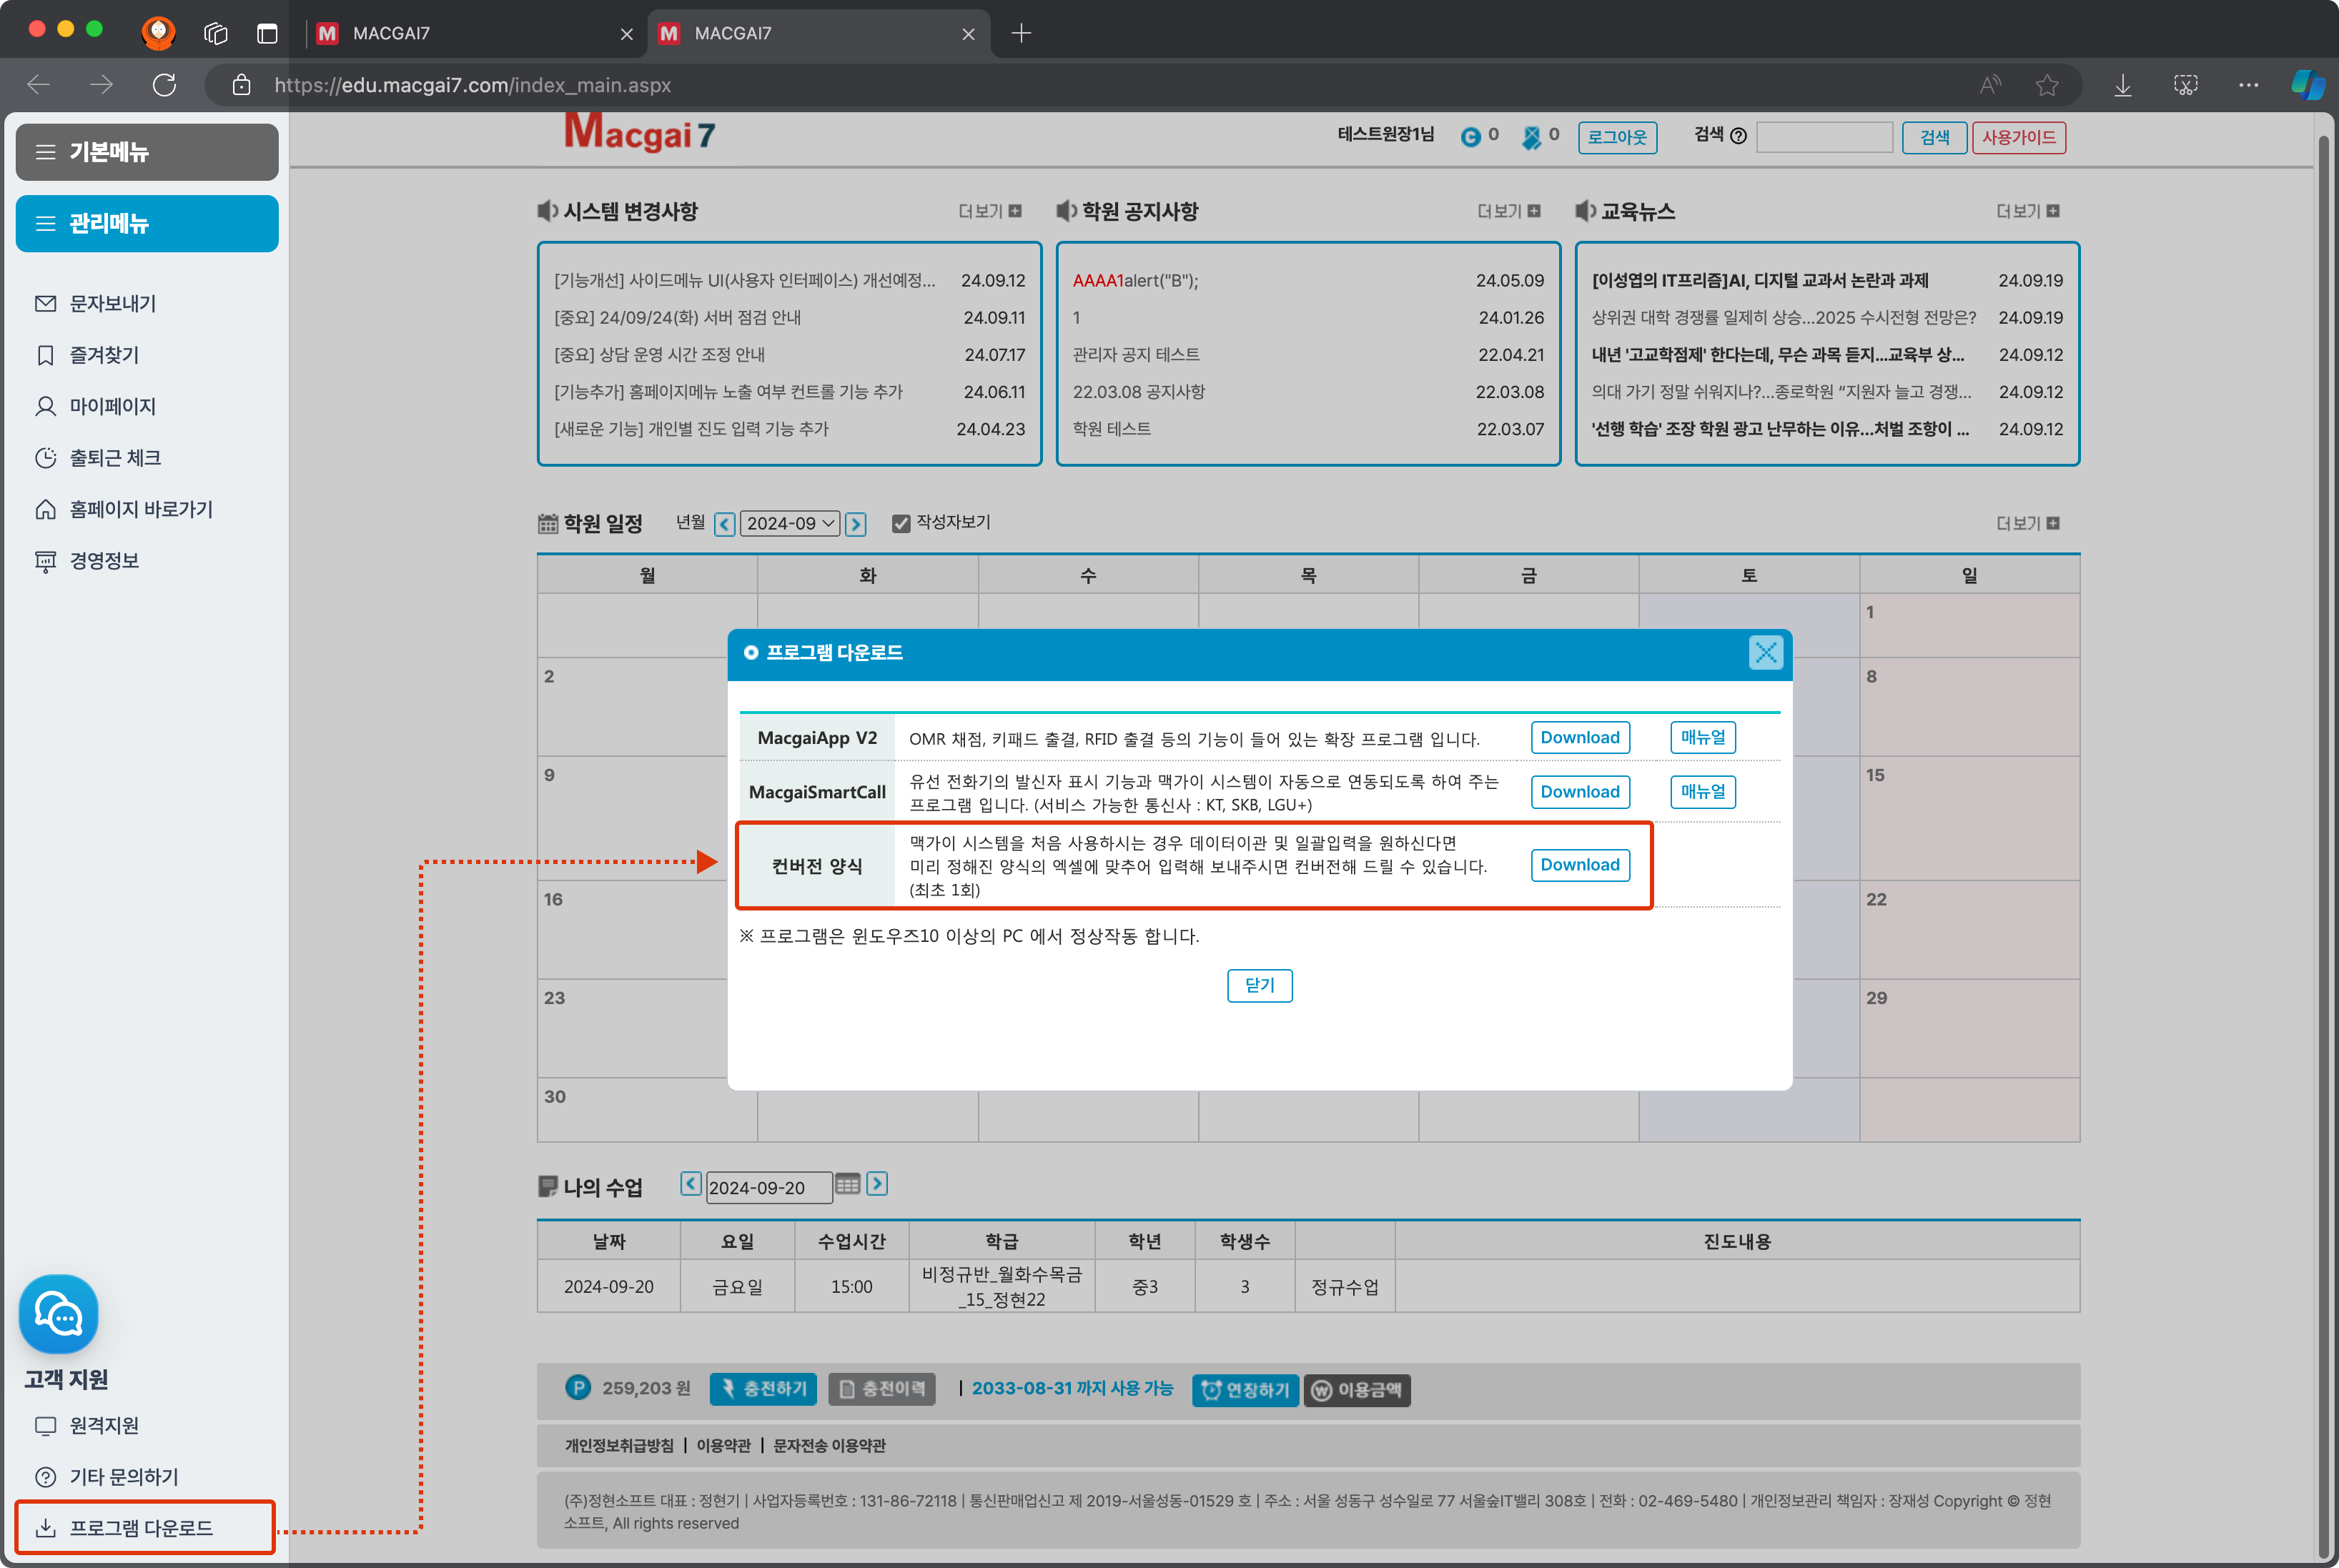 MACGAI7
MACGAI7
https://edu.macgai7.com/index_main.aspx
기본메뉴
관리메뉴
문자보내기
즐겨찾기
마이페이지
출퇴근 체크
홈페이지 바로가기
경영정보
고객 지원
원격지원
기타 문의하기
프로그램 다운로드
Macgai 7
테스트원장1님 0 0 로그아웃 검색 검색 사용가이드
시스템 변경사항 더보기
[기능개선] 사이드메뉴 UI(사용자 인터페이스) 개선예정... 24.09.12
[중요] 24/09/24(화) 서버 점검 안내 24.09.11
[중요] 상담 운영 시간 조정 안내 24.07.17
[기능추가] 홈페이지메뉴 노출 여부 컨트롤 기능 추가 24.06.11
[새로운 기능] 개인별 진도 입력 기능 추가 24.04.23
학원 공지사항 더보기
AAAA1alert("B"); 24.05.09
1 24.01.26
관리자 공지 테스트 22.04.21
22.03.08 공지사항 22.03.08
학원 테스트 22.03.07
교육뉴스 더보기
[이성엽의 IT프리즘]AI, 디지털 교과서 논란과 과제 24.09.19
상위권 대학 경쟁률 일제히 상승...2025 수시전형 전망은? 24.09.19
내년 '고교학점제' 한다는데, 무슨 과목 듣지...교육부 상... 24.09.12
의대 가기 정말 쉬워지나?...종로학원 “지원자 늘고 경쟁... 24.09.12
'선행 학습' 조장 학원 광고 난무하는 이유...처벌 조항이 ... 24.09.12
학원 일정 년월 2024-09 작성자보기 더보기
월 화 수 목 금 토 일
1
2 8
9 15
16 22
23 29
30
프로그램 다운로드
MacgaiApp V2 OMR 채점, 키패드 출결, RFID 출결 등의 기능이 들어 있는 확장 프로그램 입니다. Download 매뉴얼
MacgaiSmartCall 유선 전화기의 발신자 표시 기능과 맥가이 시스템이 자동으로 연동되도록 하여 주는
프로그램 입니다. (서비스 가능한 통신사 : KT, SKB, LGU+) Download 매뉴얼
컨버전 양식 맥가이 시스템을 처음 사용하시는 경우 데이터이관 및 일괄입력을 원하신다면
미리 정해진 양식의 엑셀에 맞추어 입력해 보내주시면 컨버전해 드릴 수 있습니다.
(최초 1회) Download
※ 프로그램은 윈도우즈10 이상의 PC 에서 정상작동 합니다.
닫기
나의 수업 2024-09-20
날짜 요일 수업시간 학급 학년 학생수 진도내용
2024-09-20 금요일 15:00 비정규반_월화수목금
_15_정현22 중3 3 정규수업
P 259,203 원 충전하기 충전이력 | 2033-08-31 까지 사용 가능 연장하기 이용금액
개인정보취급방침 | 이용약관 | 문자전송 이용약관
(주)정현소프트 대표 : 정현기 | 사업자등록번호 : 131-86-72118 | 통신판매업신고 제 2019-서울성동-01529 호 | 주소 : 서울 성동구 성수일로 77 서울숲IT밸리 308호 | 전화 : 02-469-5480 | 개인정보관리 책임자 : 장재성 Copyright © 정현
소프트, All rights reserved